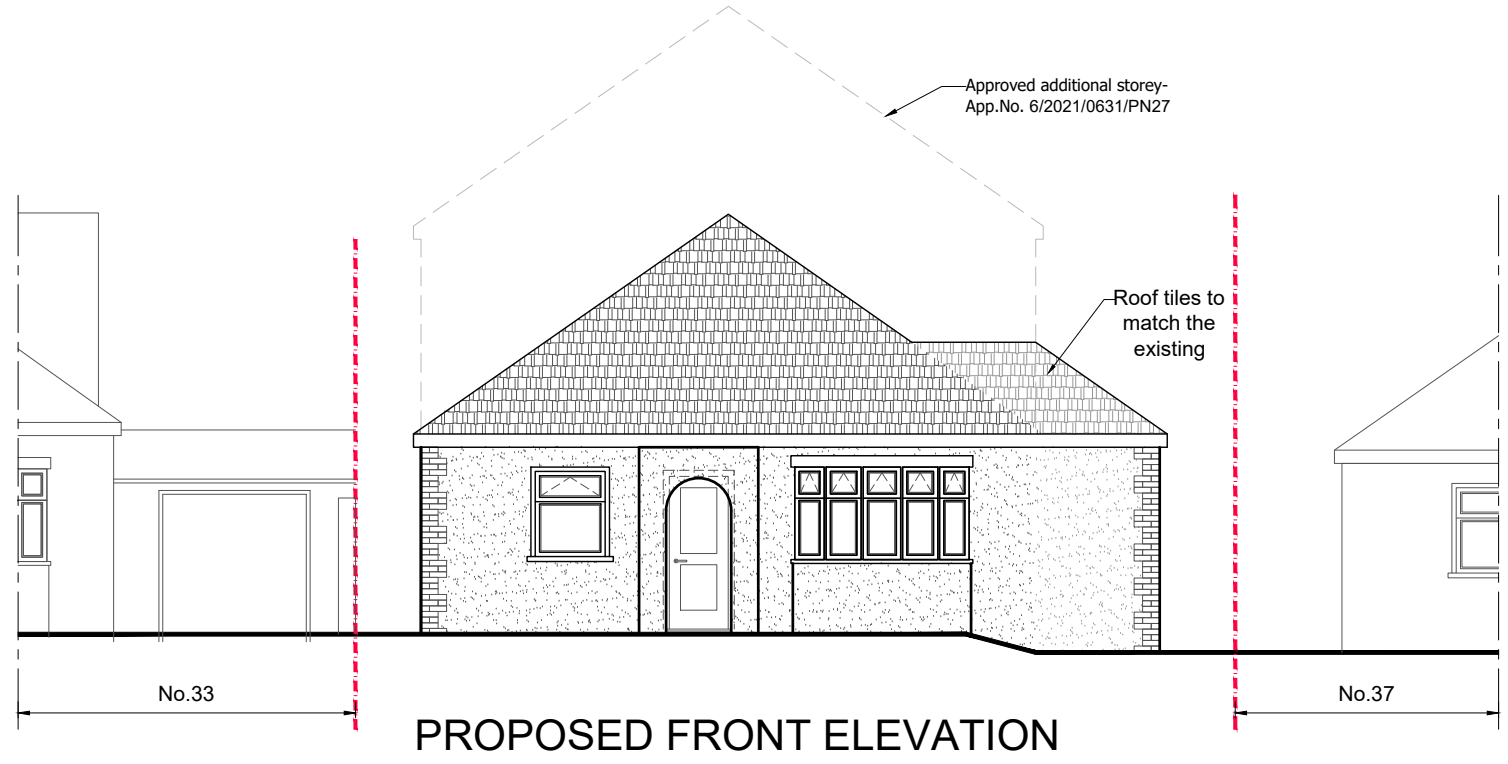 Approved additional storey-
App.No. 6/2021/0631/PN27
Roof tiles to
match the
existing
No.33
No.37
PROPOSED FRONT ELEVATION